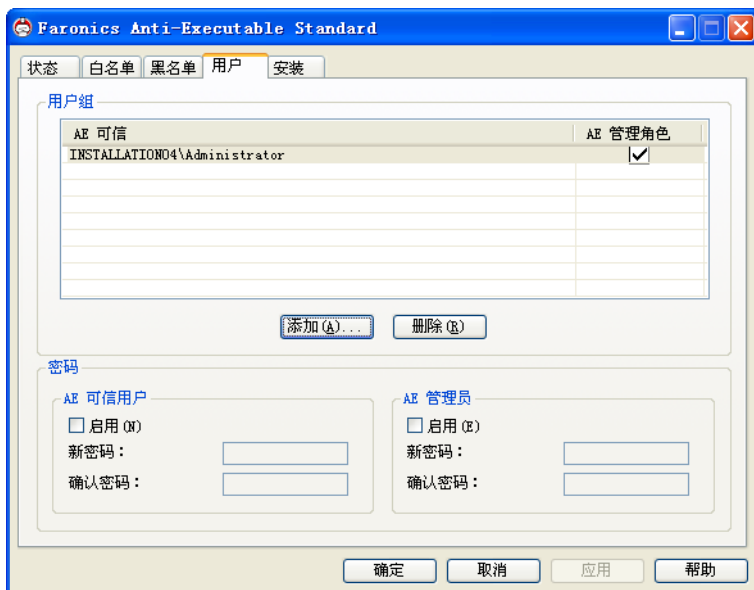 Faronics Anti-Executable Standard
状态 白名单 黑名单 用户 安装
用户组
AE 可信 AE 管理角色
INSTALLATION04\Administrator
添加(A)... 删除(R)
密码
AE 可信用户 AE 管理员
启用(N) 启用(E)
新密码： 新密码：
确认密码： 确认密码：
确定 取消 应用 帮助